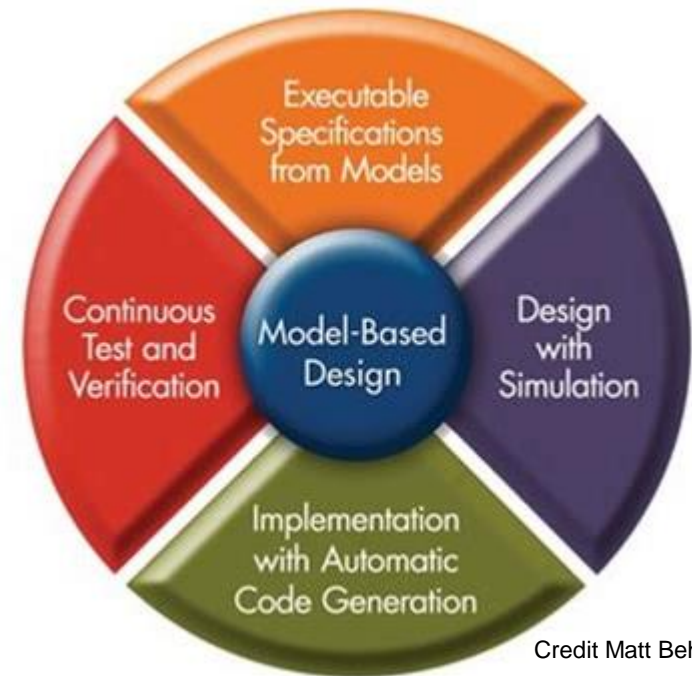 Executable
Specifications
from Models
Continuous
Test and
Verification
Model-Based
Design
Design
with
Simulation
Implementation
with Automatic
Code Generation
Credit Matt